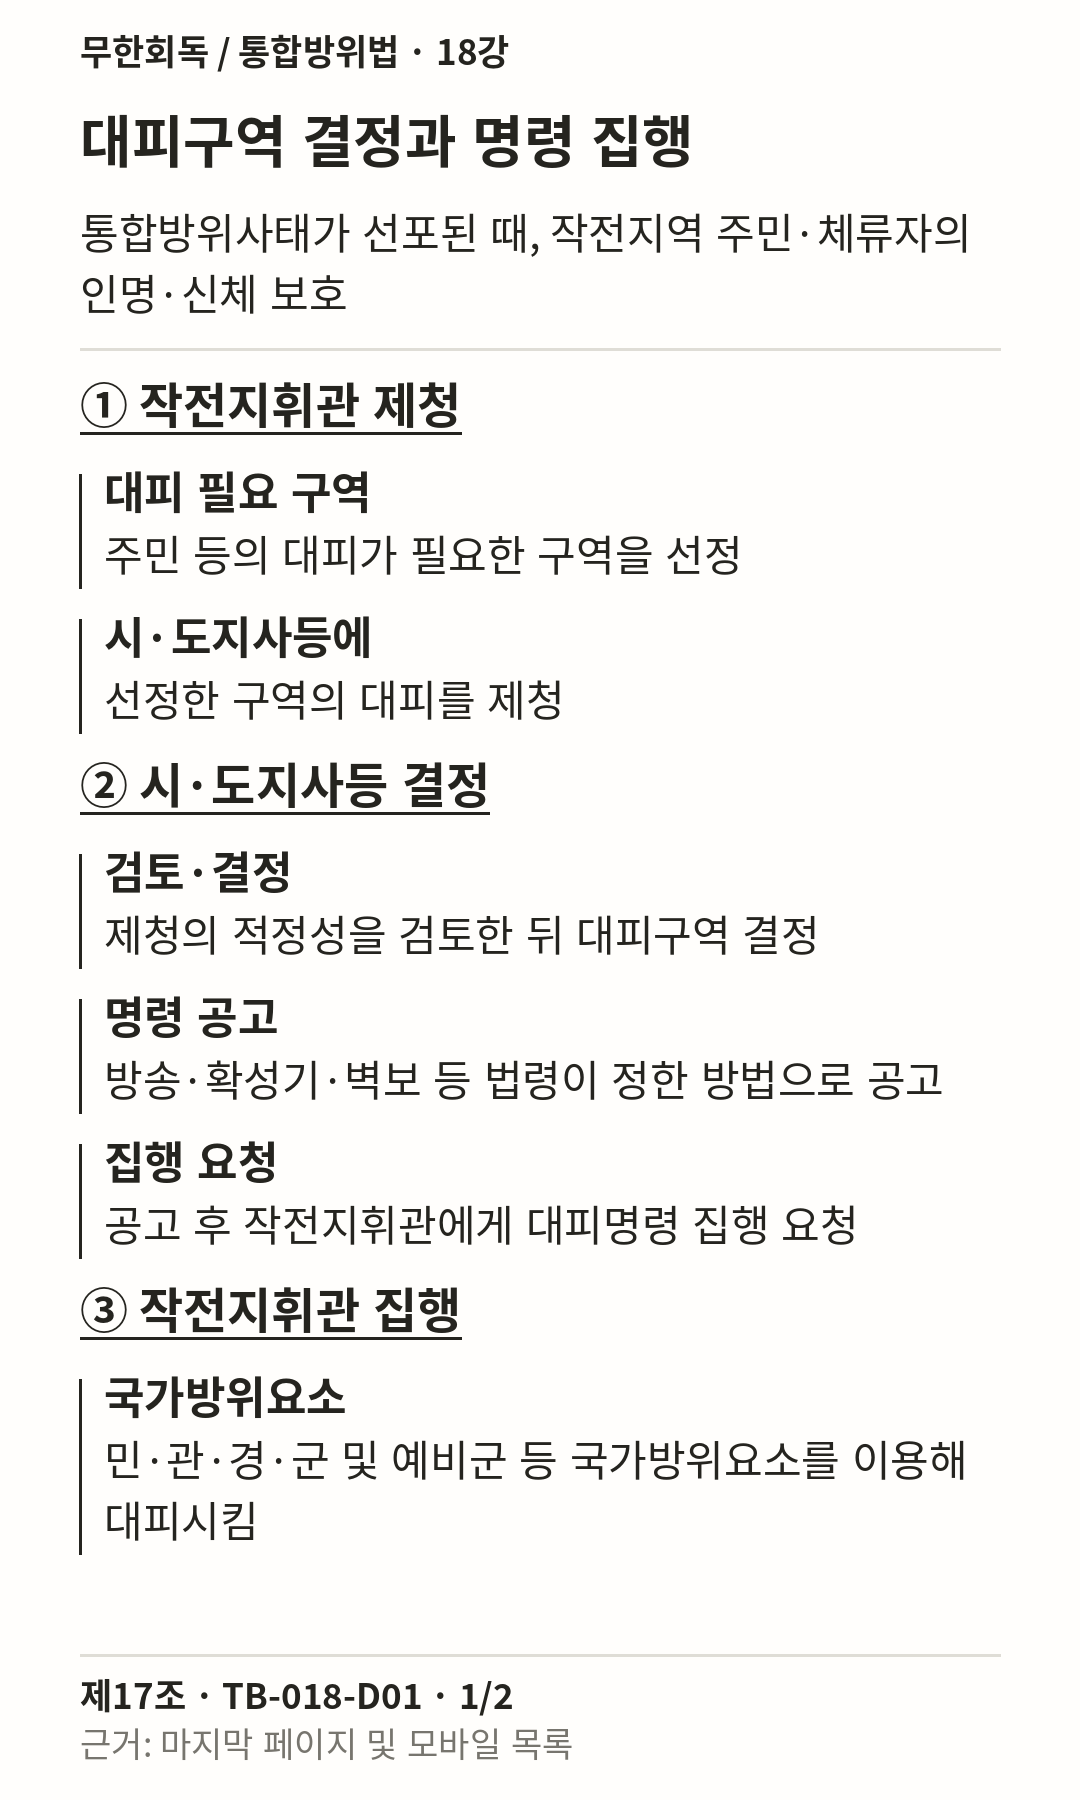 무한회독 / 통합방위법 · 18강
대피구역 결정과 명령 집행
통합방위사태가 선포된 때, 작전지역 주민·체류자의
인명·신체 보호
① 작전지휘관 제청
대피 필요 구역
주민 등의 대피가 필요한 구역을 선정
시·도지사등에
선정한 구역의 대피를 제청
② 시·도지사등 결정
검토·결정
제청의 적정성을 검토한 뒤 대피구역 결정
명령 공고
방송·확성기·벽보 등 법령이 정한 방법으로 공고
집행 요청
공고 후 작전지휘관에게 대피명령 집행 요청
③ 작전지휘관 집행
국가방위요소
민·관·경·군 및 예비군 등 국가방위요소를 이용해
대피시킴
제17조 · TB-018-D01 · 1/2
근거: 마지막 페이지 및 모바일 목록